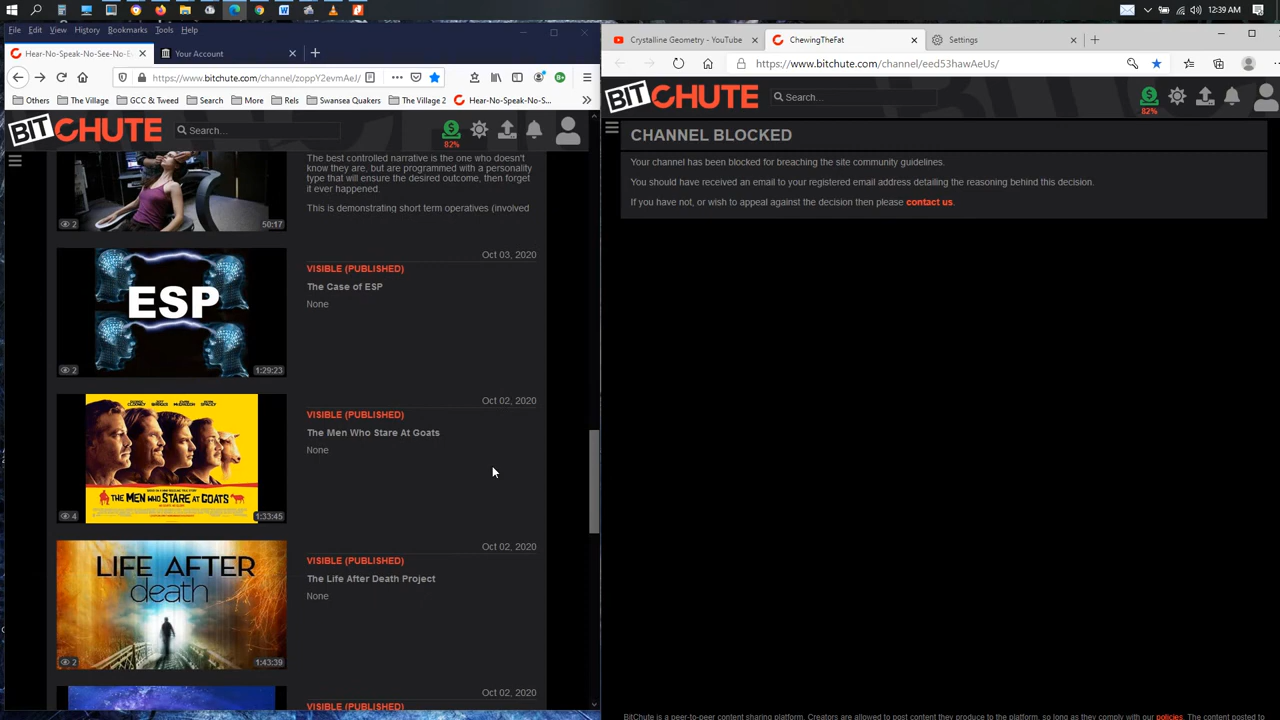 12:39 AM
File Edit View History Bookmarks Tools Help
Hear-No-Speak-No-See-No-E
Your Account
https://www.bitchute.com/channel/zoppY2evmAeJ/
Others The Village GCC & Tweed Search More Rels Swansea Quakers The Village 2 Hear-No-Speak-No-S...
BITCHUTE
Search...
82%
The best controlled narrative is the one who doesn't
know they are, but are programmed with a personality
type that will ensure the desired outcome, then forget
it ever happened.
This is demonstrating short term operatives (involved
2
50:17
Oct 03, 2020
VISIBLE (PUBLISHED)
The Case of ESP
None
ESP
2
1:29:23
Oct 02, 2020
VISIBLE (PUBLISHED)
The Men Who Stare At Goats
None
THE MEN WHO STARE AT GOATS
4
1:33:45
Oct 02, 2020
VISIBLE (PUBLISHED)
The Life After Death Project
None
LIFE AFTER
death
2
1:43:39
Oct 02, 2020
VISIBLE (PUBLISHED)
Crystalline Geometry - YouTube
ChewingTheFat
Settings
https://www.bitchute.com/channel/eed53hawAeUs/
BITCHUTE
Search...
82%
CHANNEL BLOCKED
Your channel has been blocked for breaching the site community guidelines.
You should have received an email to your registered email address detailing the reasoning behind this decision.
If you have not, or wish to appeal against the decision then please contact us.
BitChute is a peer-to-peer content sharing platform. Creators are allowed to post content they produce to the platform, so long as they comply with our policies. The content posted to